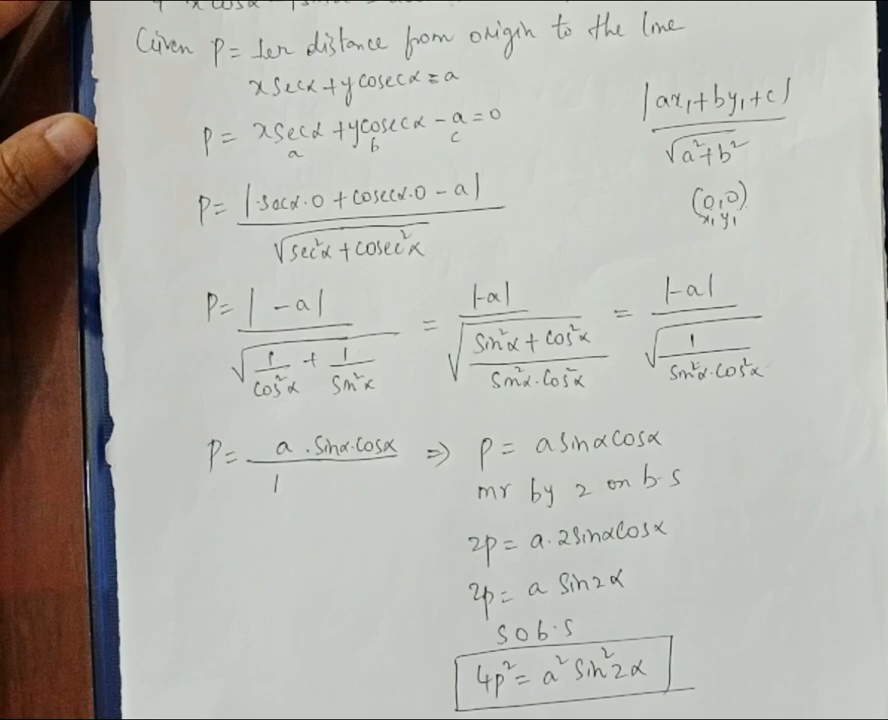 Given P = ler distance from origin to the line
x secα + y cosecα = a
P = x secα + y cosecα - a = 0
a b c
|ax₁ + by₁ + c| / √a² + b²
(0,0)
x₁ y₁
P = |secα·0 + cosecα·0 - a| / √sec²α + cosec²α
P = |-a| / √(1/cos²α + 1/sin²α) = |-a| / √(sin²α + cos²α / sin²α·cos²α) = |-a| / √(1 / sin²α·cos²α)
P = a·sinα·cosα / 1 ⇒ P = a sinα cosα
mr by 2 on b·s
2p = a·2sinαcosα
2p = a sin2α
S o b·s
4p² = a² sin²2α